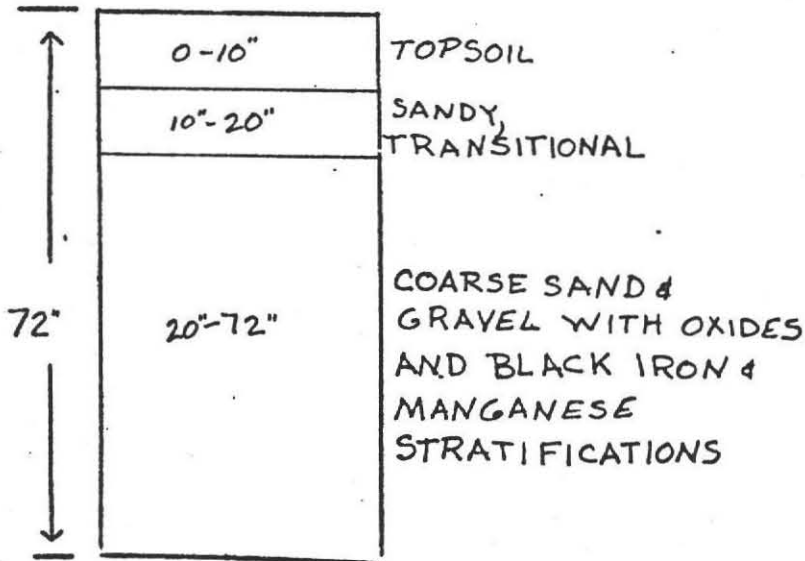 0-10"
TOPSOIL
10"-20"
SANDY,
TRANSITIONAL
72"
20"-72"
COARSE SAND &
GRAVEL WITH OXIDES
AND BLACK IRON &
MANGANESE
STRATIFICATIONS